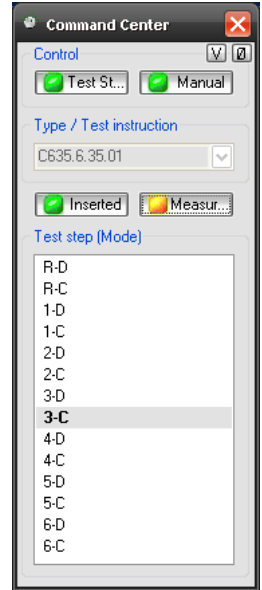 Command Center
Control V Ø
Test St... Manual
Type / Test instruction
C635.6.35.01
Inserted Measur...
Test step (Mode)
R-D
R-C
1-D
1-C
2-D
2-C
3-D
3-C
4-D
4-C
5-D
5-C
6-D
6-C